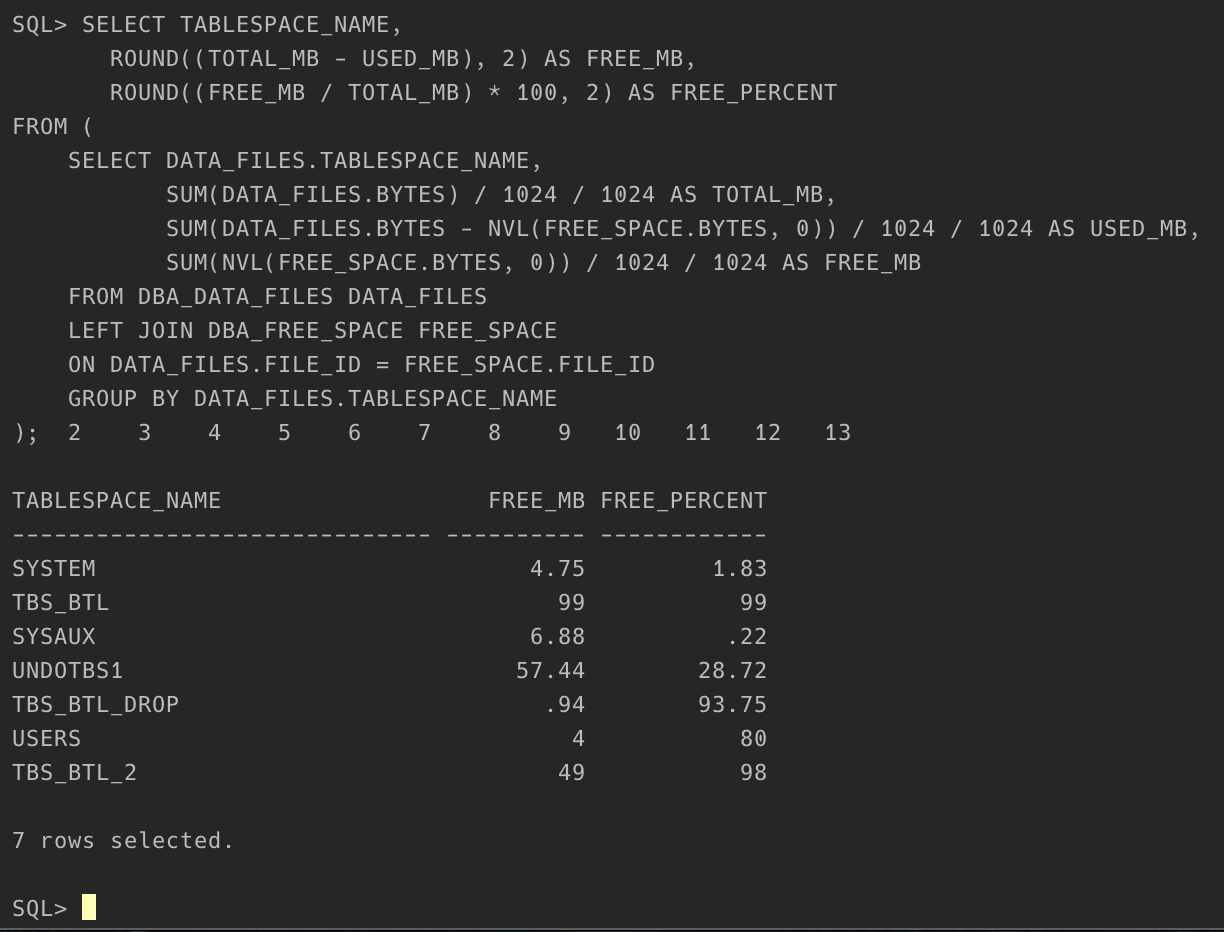 SQL> SELECT TABLESPACE_NAME,
       ROUND((TOTAL_MB - USED_MB), 2) AS FREE_MB,
       ROUND((FREE_MB / TOTAL_MB) * 100, 2) AS FREE_PERCENT
FROM (
    SELECT DATA_FILES.TABLESPACE_NAME,
           SUM(DATA_FILES.BYTES) / 1024 / 1024 AS TOTAL_MB,
           SUM(DATA_FILES.BYTES - NVL(FREE_SPACE.BYTES, 0)) / 1024 / 1024 AS USED_MB,
           SUM(NVL(FREE_SPACE.BYTES, 0)) / 1024 / 1024 AS FREE_MB
    FROM DBA_DATA_FILES DATA_FILES
    LEFT JOIN DBA_FREE_SPACE FREE_SPACE
    ON DATA_FILES.FILE_ID = FREE_SPACE.FILE_ID
    GROUP BY DATA_FILES.TABLESPACE_NAME
);  2    3    4    5    6    7    8    9   10   11   12   13
TABLESPACE_NAME                   FREE_MB FREE_PERCENT
------------------------------ ---------- ------------
SYSTEM                               4.75         1.83
TBS_BTL                                99           99
SYSAUX                               6.88          .22
UNDOTBS1                            57.44        28.72
TBS_BTL_DROP                          .94        93.75
USERS                                   4           80
TBS_BTL_2                              49           98
7 rows selected.
SQL>